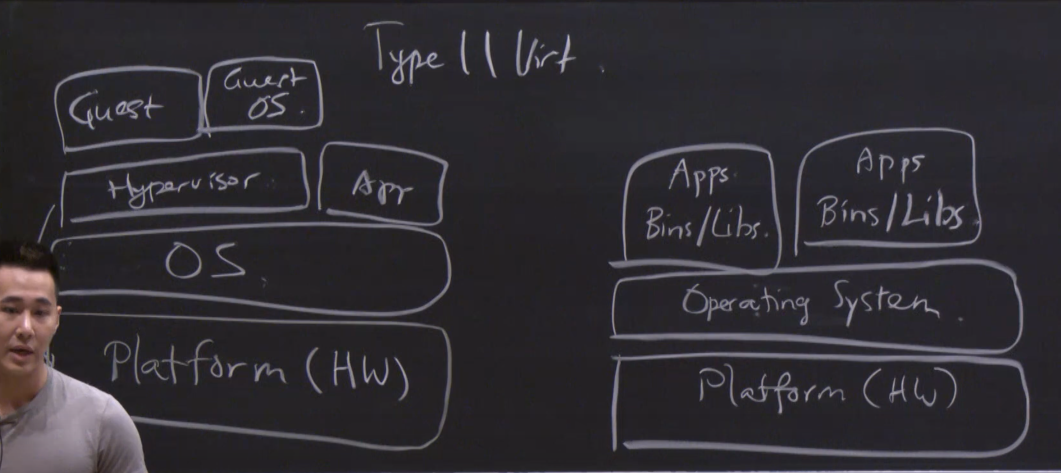 Type II Virt.
Guest
Guest
OS.
Hypervisor
App
OS
Platform (HW)
Apps
Bins/Libs.
Apps
Bins/Libs
Operating System
Platform (HW)